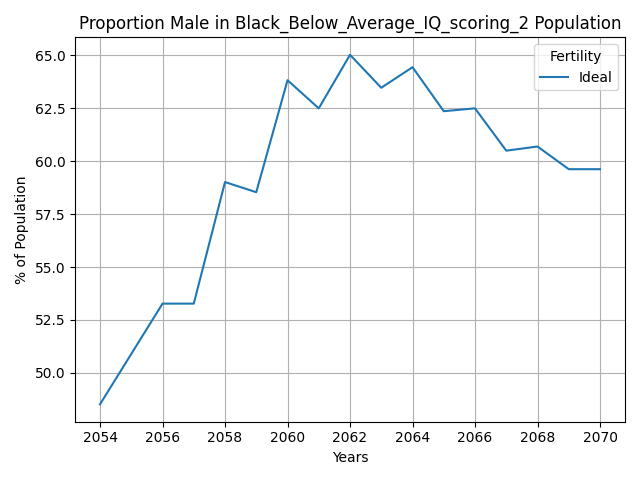 Proportion Male in Black_Below_Average_IQ_scoring_2 Population
Fertility
Ideal
65.0
62.5
60.0
57.5
55.0
52.5
50.0
% of Population
2054 2056 2058 2060 2062 2064 2066 2068 2070
Years